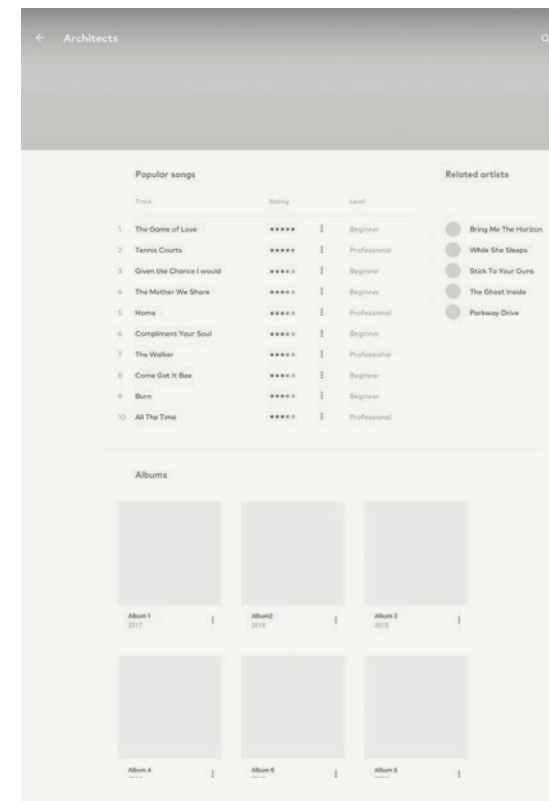 Architects
Popular songs
Related artists
Track Rating Level
1 The Game of Love Beginner
2 Tennis Courts Professional
3 Given the Chance I would Beginner
4 The Mother We Share Beginner
5 Home Professional
6 Compliment Your Soul Beginner
7 The Walker Professional
8 Come Get It Bae Beginner
9 Burn Beginner
10 All The Time Professional
Bring Me The Horizon
While She Sleeps
Stick To Your Guns
The Ghost Inside
Parkway Drive
Albums
Album 1
2017
Album2
2016
Album 3
2015
Album 4
Album 5
Album 6